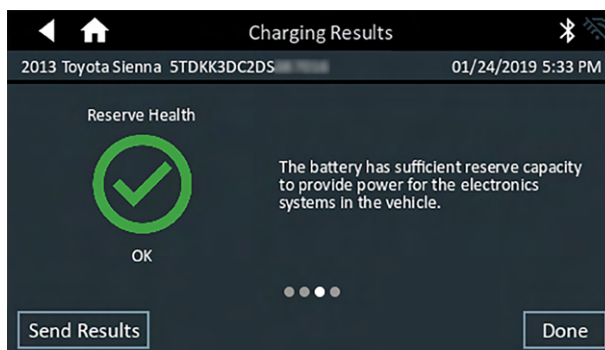 Charging Results
2013 Toyota Sienna 5TDKK3DC2DS
01/24/2019 5:33 PM
Reserve Health
The battery has sufficient reserve capacity
to provide power for the electronics
systems in the vehicle.
OK
Send Results
Done